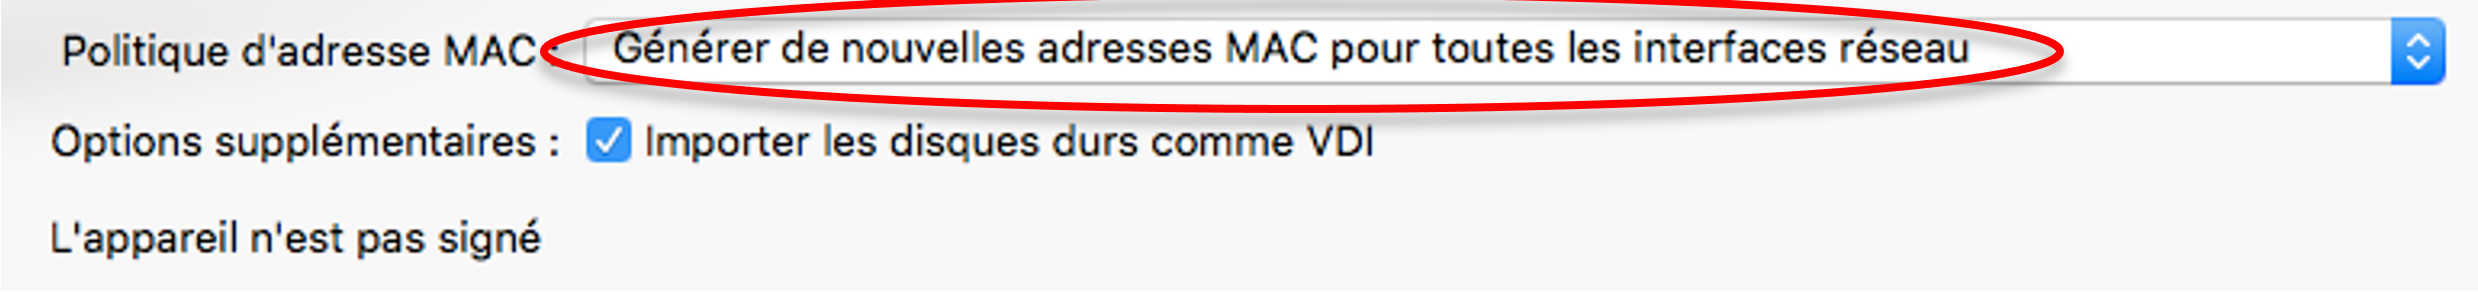 Politique d'adresse MAC : Générer de nouvelles adresses MAC pour toutes les interfaces réseau
Options supplémentaires : Importer les disques durs comme VDI
L'appareil n'est pas signé